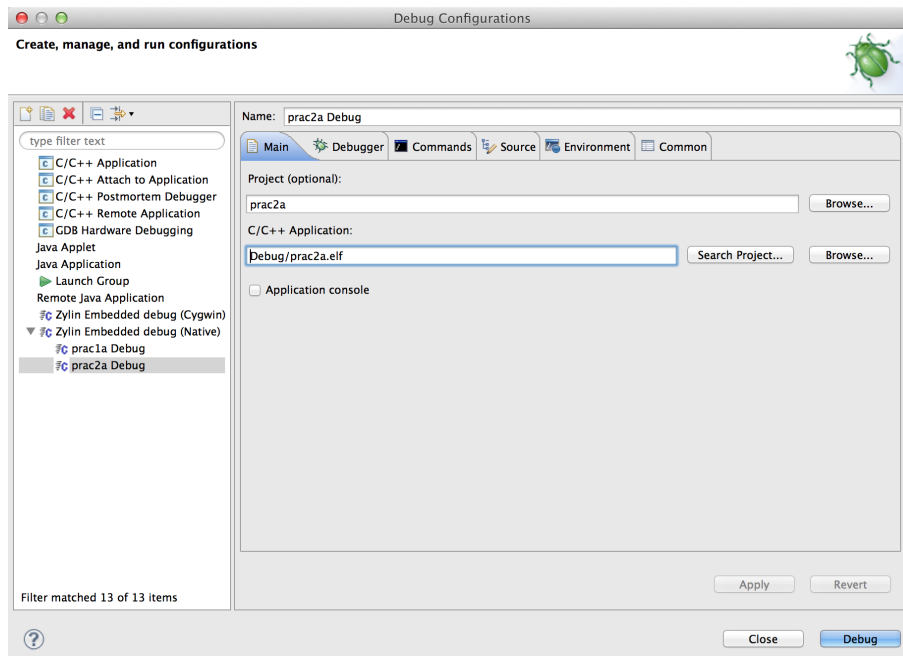 Debug Configurations
Create, manage, and run configurations
type filter text
C/C++ Application
C/C++ Attach to Application
C/C++ Postmortem Debugger
C/C++ Remote Application
GDB Hardware Debugging
Java Applet
Java Application
Launch Group
Remote Java Application
Zylin Embedded debug (Cygwin)
Zylin Embedded debug (Native)
prac1a Debug
prac2a Debug
Filter matched 13 of 13 items
Name: prac2a Debug
Main Debugger Commands Source Environment Common
Project (optional):
prac2a Browse...
C/C++ Application:
Debug/prac2a.elf Search Project... Browse...
Application console
Apply Revert
? Close Debug